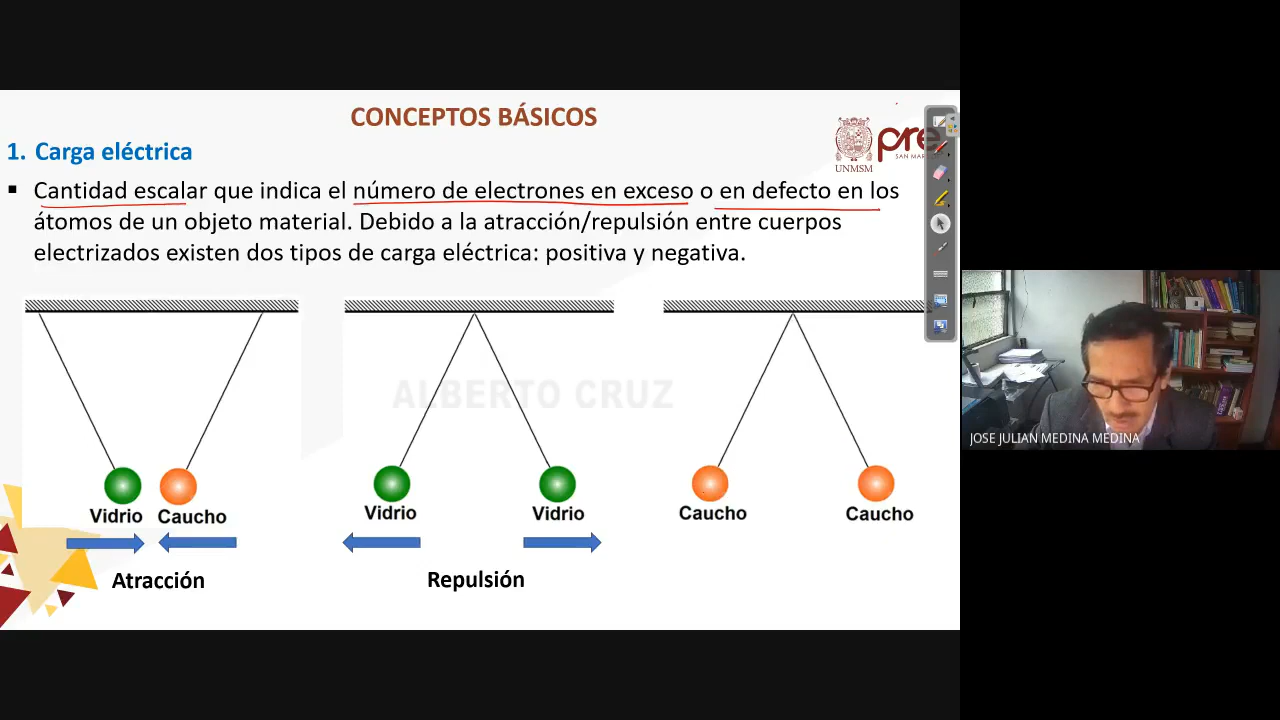 CONCEPTOS BÁSICOS
UNMSM
pre
SAN MAR
1. Carga eléctrica
▪ Cantidad escalar que indica el número de electrones en exceso o en defecto en los
átomos de un objeto material. Debido a la atracción/repulsión entre cuerpos
electrizados existen dos tipos de carga eléctrica: positiva y negativa.
ALBERTO CRUZ
Vidrio Caucho
Vidrio Vidrio
Caucho Caucho
Atracción
Repulsión
JOSE JULIAN MEDINA MEDINA